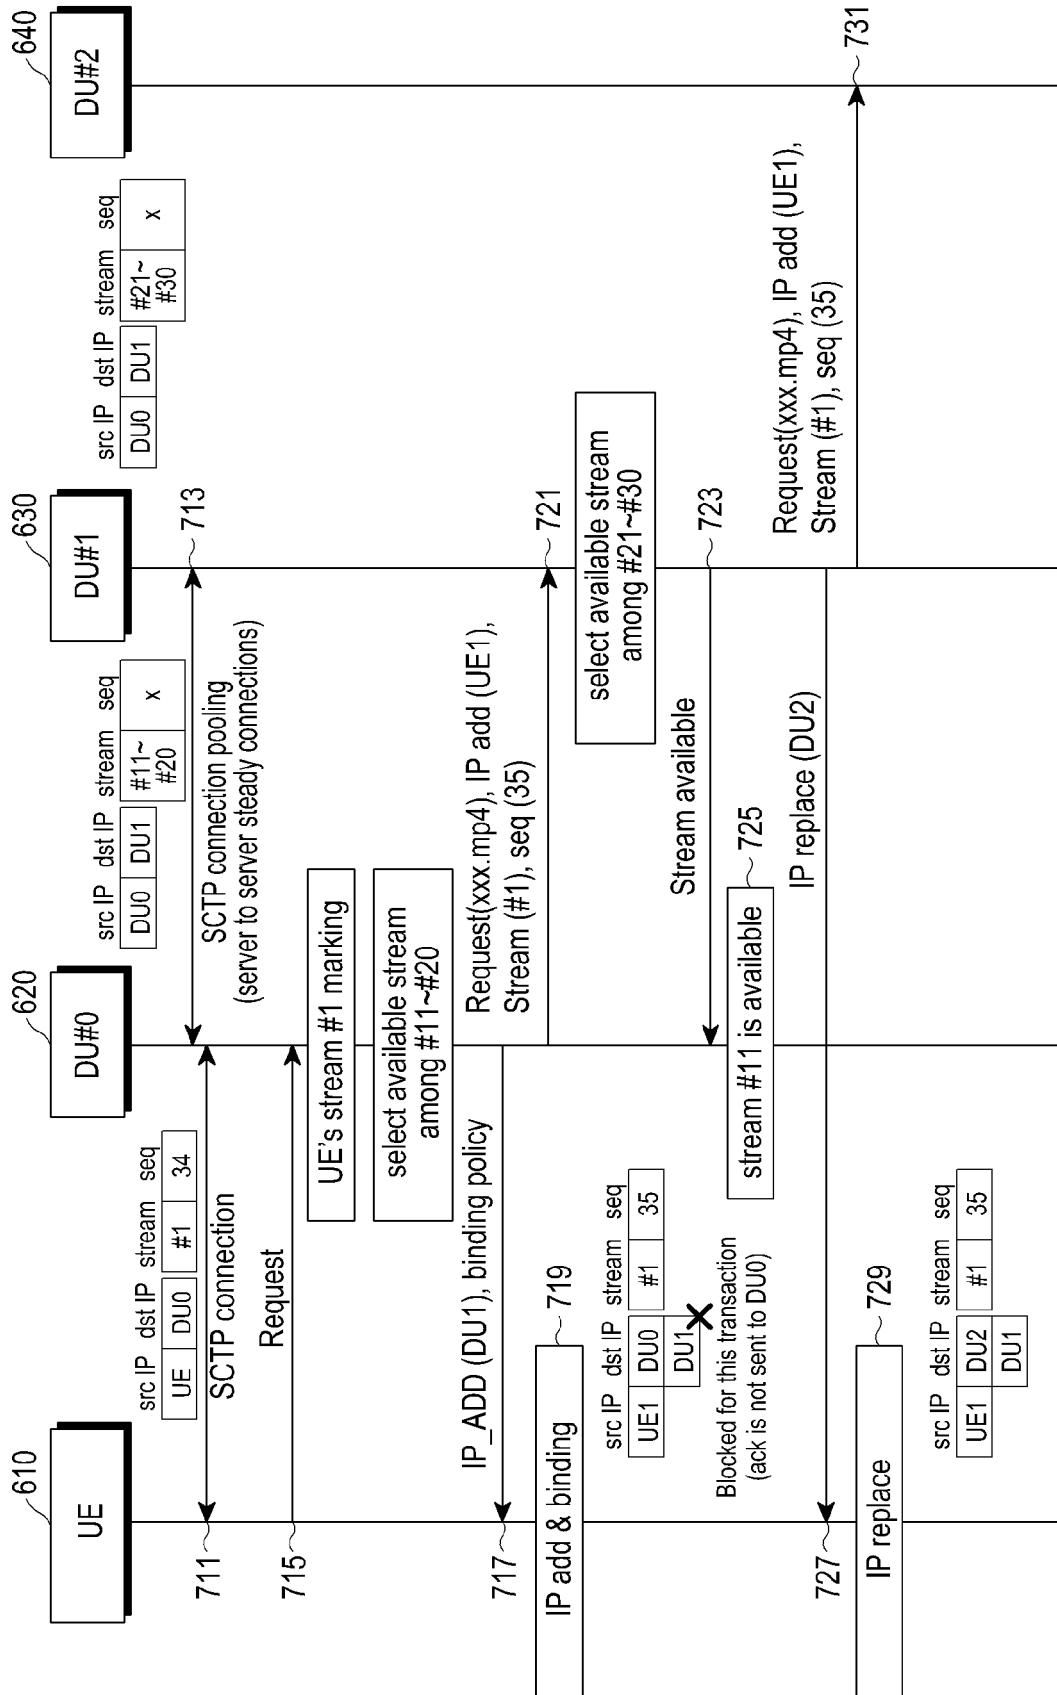 610
UE
620
DU#0
630
DU#1
640
DU#2
src IP dst IP stream seq
UE DU0 #1 34
src IP dst IP stream seq
DU0 DU1 #11~ x
#20
src IP dst IP stream seq
DU0 DU1 #21~ x
#30
711
SCTP connection
713
SCTP connection pooling
(server to server steady connections)
715
Request
UE's stream #1 marking
select available stream
among #11~#20
717
IP_ADD (DU1), binding policy
Request(xxx.mp4), IP add (UE1),
Stream (#1), seq (35)
721
IP add & binding
719
select available stream
among #21~#30
src IP dst IP stream seq
UE1 DU0 #1 35
DU1
Blocked for this transaction
(ack is not sent to DU0)
Stream available
723
stream #11 is available
725
727
IP replace (DU2)
Request(xxx.mp4), IP add (UE1),
Stream (#1), seq (35)
731
IP replace
729
src IP dst IP stream seq
UE1 DU2 #1 35
DU1